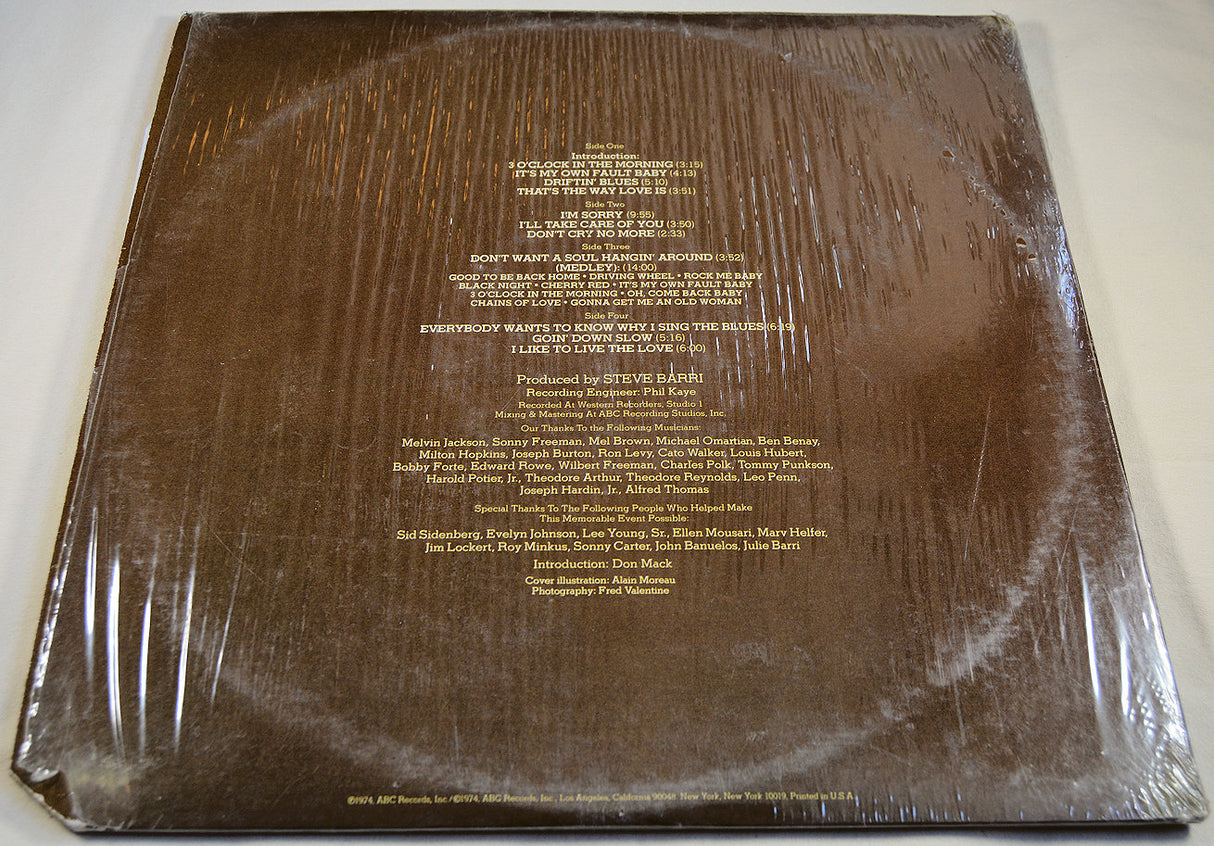 Side One
Introduction:
3 O'CLOCK IN THE MORNING (3:15)
IT'S MY OWN FAULT BABY (4:13)
DRIFTIN' BLUES (5:10)
THAT'S THE WAY LOVE IS (3:51)
Side Two
I'M SORRY (9:55)
I'LL TAKE CARE OF YOU (3:50)
DON'T CRY NO MORE (2:33)
Side Three
DON'T WANT A SOUL HANGIN' AROUND (3:52)
(MEDLEY): (14:00)
GOOD TO BE BACK HOME • DRIVING WHEEL • ROCK ME BABY
BLACK NIGHT • CHERRY RED • IT'S MY OWN FAULT BABY
3 O'CLOCK IN THE MORNING • OH, COME BACK BABY
CHAINS OF LOVE • GONNA GET ME AN OLD WOMAN
Side Four
EVERYBODY WANTS TO KNOW WHY I SING THE BLUES (6:19)
GOIN' DOWN SLOW (5:16)
I LIKE TO LIVE THE LOVE (6:00)
Produced by STEVE BARRI
Recording Engineer: Phil Kaye
Recorded At Western Recorders, Studio 1
Mixing & Mastering At ABC Recording Studios, Inc.
Our Thanks To the Following Musicians:
Melvin Jackson, Sonny Freeman, Mel Brown, Michael Omartian, Ben Benay,
Milton Hopkins, Joseph Burton, Ron Levy, Cato Walker, Louis Hubert,
Bobby Forte, Edward Rowe, Wilbert Freeman, Charles Polk, Tommy Punkson,
Harold Potier, Jr., Theodore Arthur, Theodore Reynolds, Leo Penn,
Joseph Hardin, Jr., Alfred Thomas
Special Thanks To The Following People Who Helped Make
This Memorable Event Possible:
Sid Sidenberg, Evelyn Johnson, Lee Young, Sr., Ellen Mousari, Marv Helfer,
Jim Lockert, Roy Minkus, Sonny Carter, John Banuelos, Julie Barri
Introduction: Don Mack
Cover illustration: Alain Moreau
Photography: Fred Valentine
℗1974, ABC Records, Inc./©1974, ABC Records, Inc., Los Angeles, California 90048. New York, New York 10019. Printed in U.S.A.